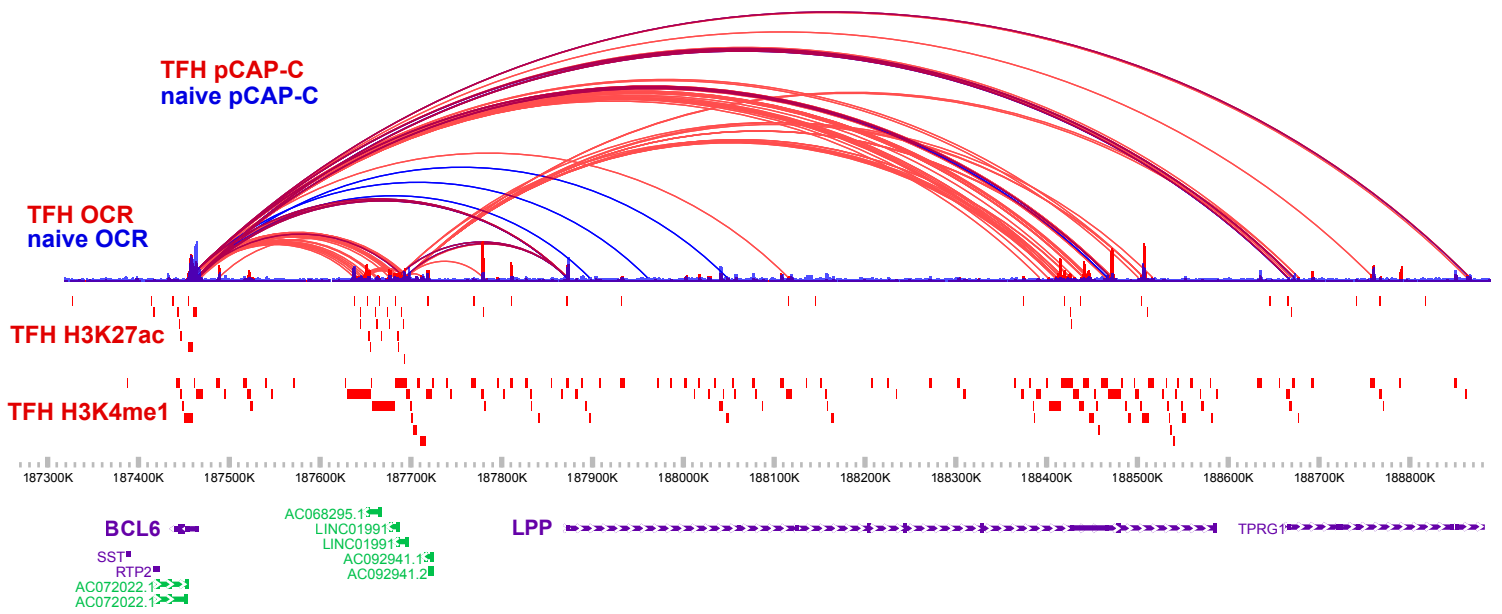 TFH pCAP-C
naive pCAP-C
TFH OCR
naive OCR
TFH H3K27ac
TFH H3K4me1
187300K 187400K 187500K 187600K 187700K 187800K 187900K 188000K 188100K 188200K 188300K 188400K 188500K 188600K 188700K 188800K
AC068295.1
BCL6 LINC01991 LPP TPRG1
LINC01991
SST AC092941.1
RTP2 AC092941.2
AC072022.1
AC072022.1